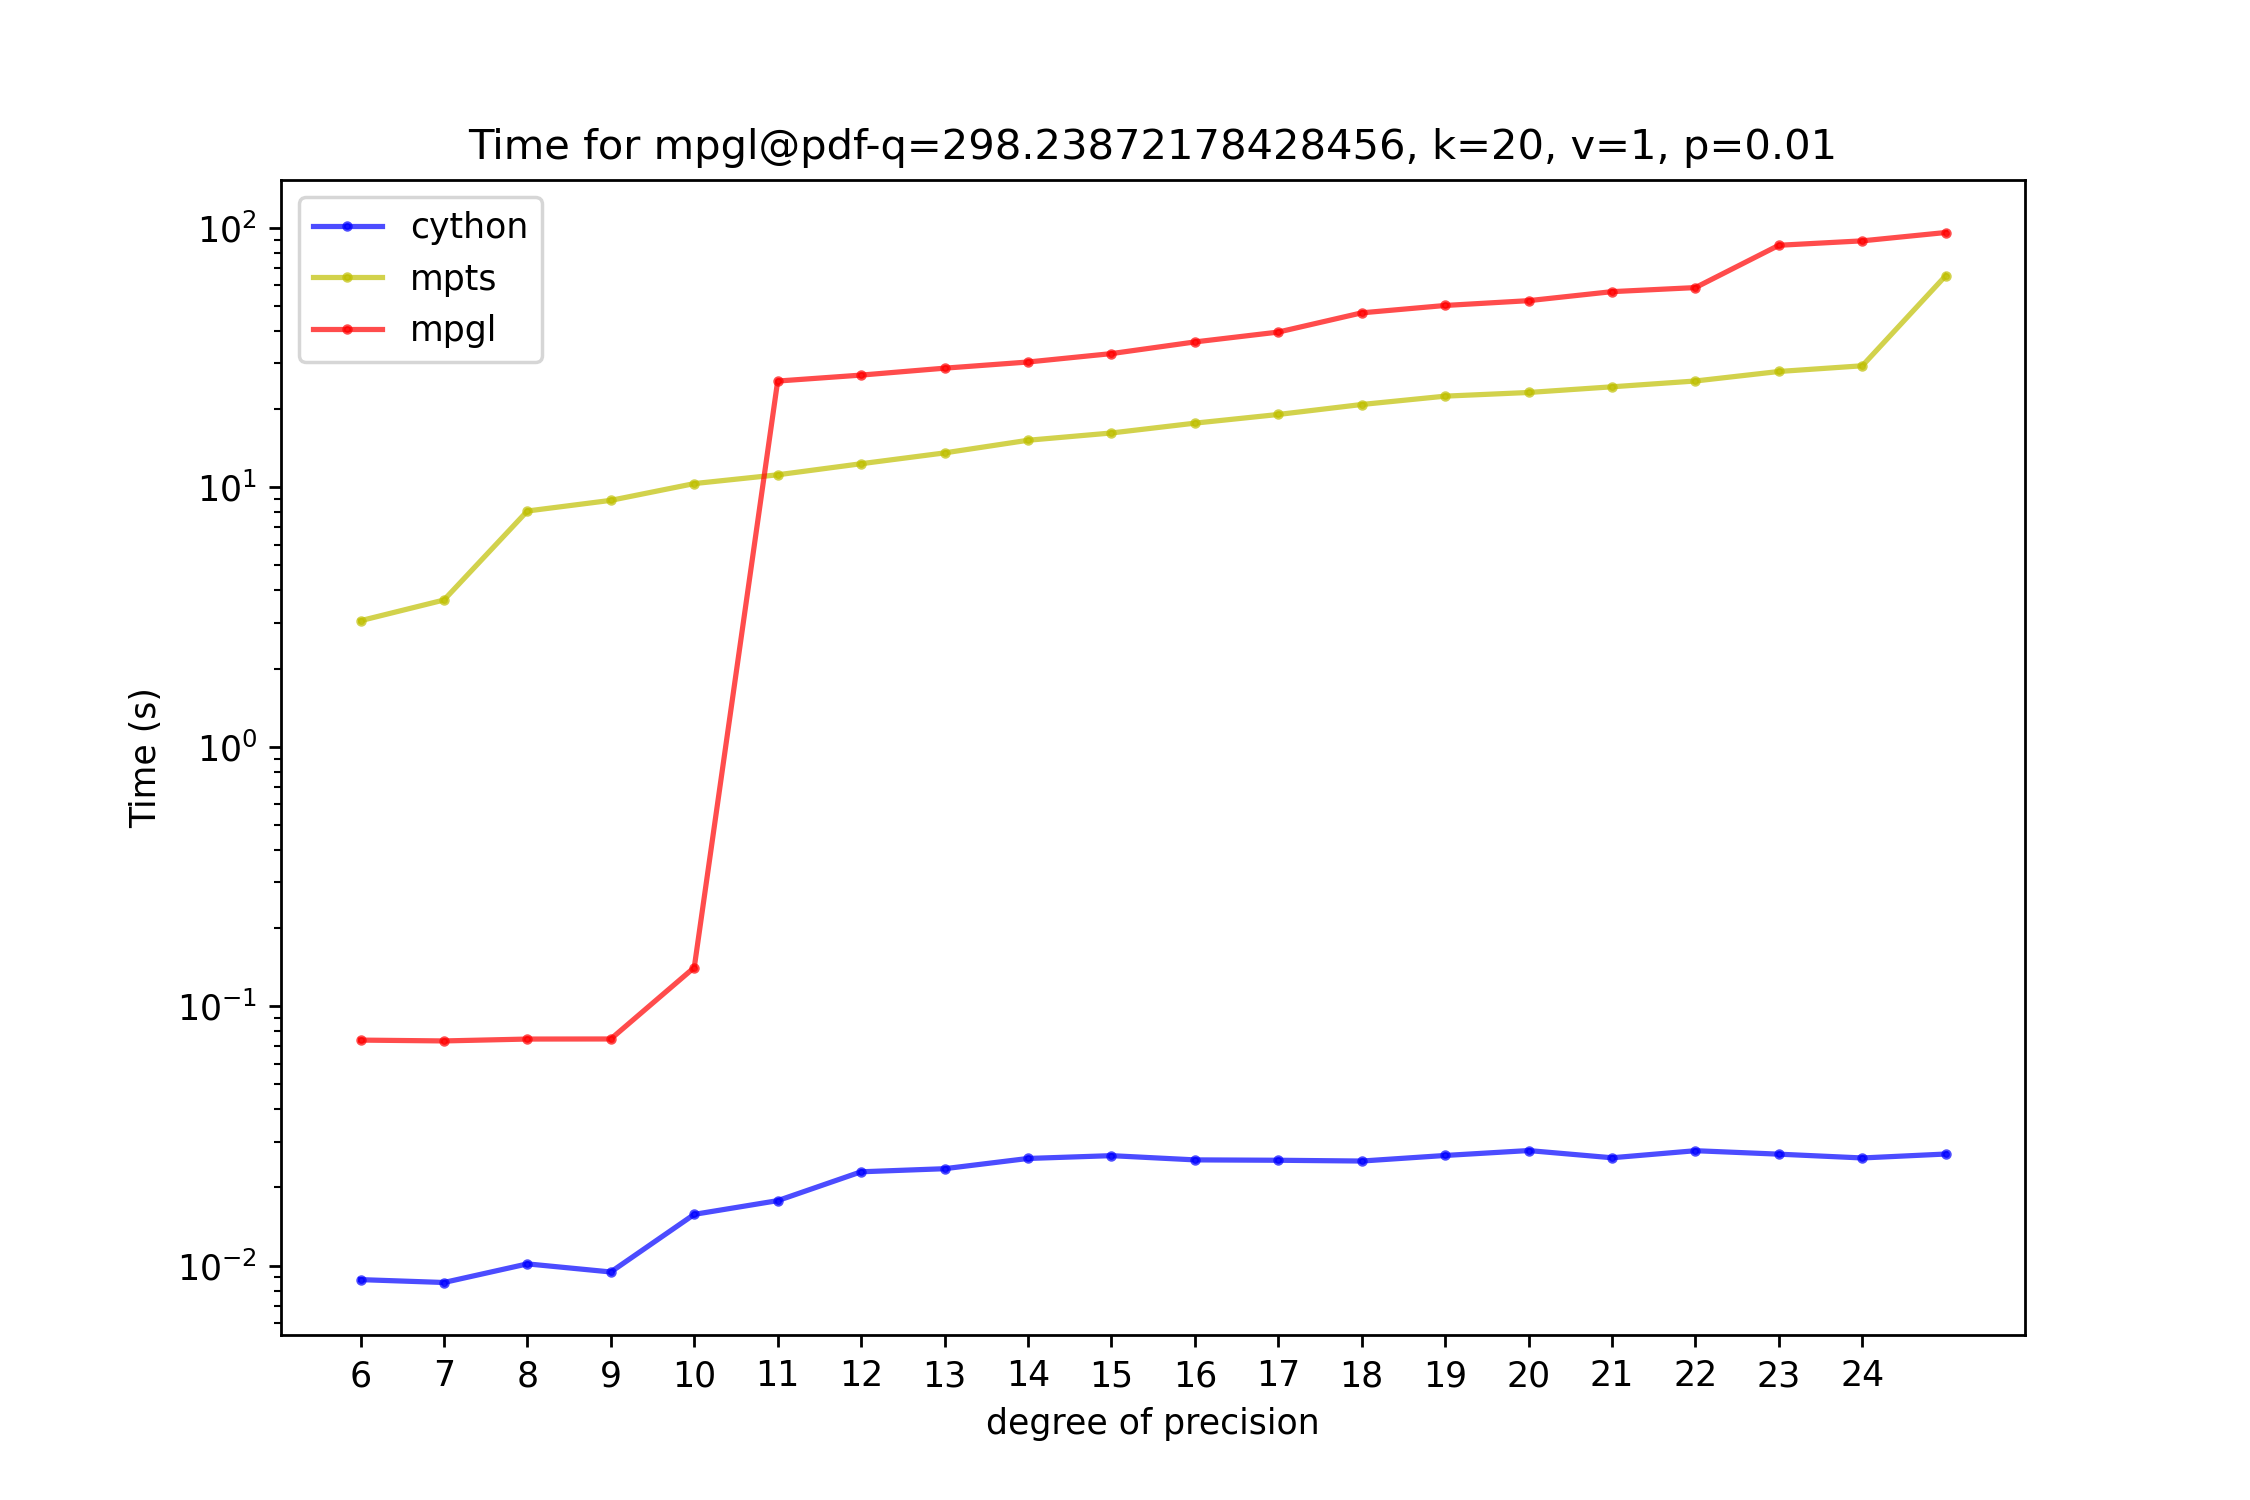 Time for mpgl@pdf-q=298.23872178428456, k=20, v=1, p=0.01
cython
mpts
mpgl
10²
10¹
10⁰
10⁻¹
10⁻²
Time (s)
6 7 8 9 10 11 12 13 14 15 16 17 18 19 20 21 22 23 24
degree of precision